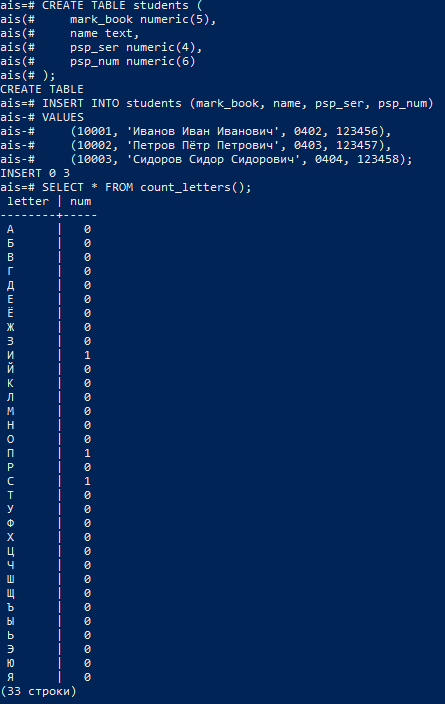 ais=# CREATE TABLE students (
ais(#     mark_book numeric(5),
ais(#     name text,
ais(#     psp_ser numeric(4),
ais(#     psp_num numeric(6)
ais(# );
CREATE TABLE
ais=# INSERT INTO students (mark_book, name, psp_ser, psp_num)
ais-# VALUES
ais-#     (10001, 'Иванов Иван Иванович', 0402, 123456),
ais-#     (10002, 'Петров Пётр Петрович', 0403, 123457),
ais-#     (10003, 'Сидоров Сидор Сидорович', 0404, 123458);
INSERT 0 3
ais=# SELECT * FROM count_letters();
 letter | num
--------+-----
 А      |   0
 Б      |   0
 В      |   0
 Г      |   0
 Д      |   0
 Е      |   0
 Ё      |   0
 Ж      |   0
 З      |   0
 И      |   1
 Й      |   0
 К      |   0
 Л      |   0
 М      |   0
 Н      |   0
 О      |   0
 П      |   1
 Р      |   0
 С      |   1
 Т      |   0
 У      |   0
 Ф      |   0
 Х      |   0
 Ц      |   0
 Ч      |   0
 Ш      |   0
 Щ      |   0
 Ъ      |   0
 Ы      |   0
 Ь      |   0
 Э      |   0
 Ю      |   0
 Я      |   0
(33 строки)